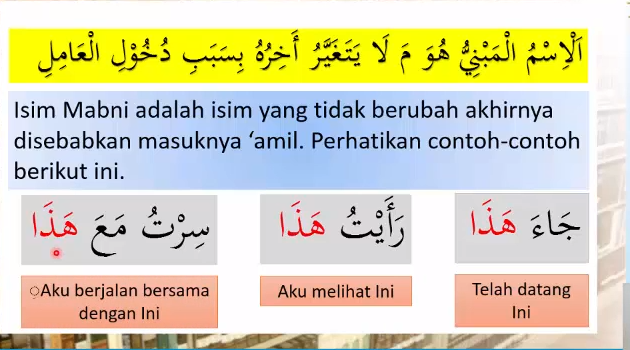 اَلْاِسْمُ الْمَبْنِيُّ هُوَ مَ لَا يَتَغَيَّرُ أَخِرُهُ بِسَبَبِ دُخُوْلِ الْعَامِلِ
Isim Mabni adalah isim yang tidak berubah akhirnya
disebabkan masuknya ‘amil. Perhatikan contoh-contoh
berikut ini.
جَاءَ هَذَا
رَأَيْتُ هَذَا
سِرْتُ مَعَ هَذَا
Telah datang
Ini
Aku melihat Ini
Aku berjalan bersama
dengan Ini